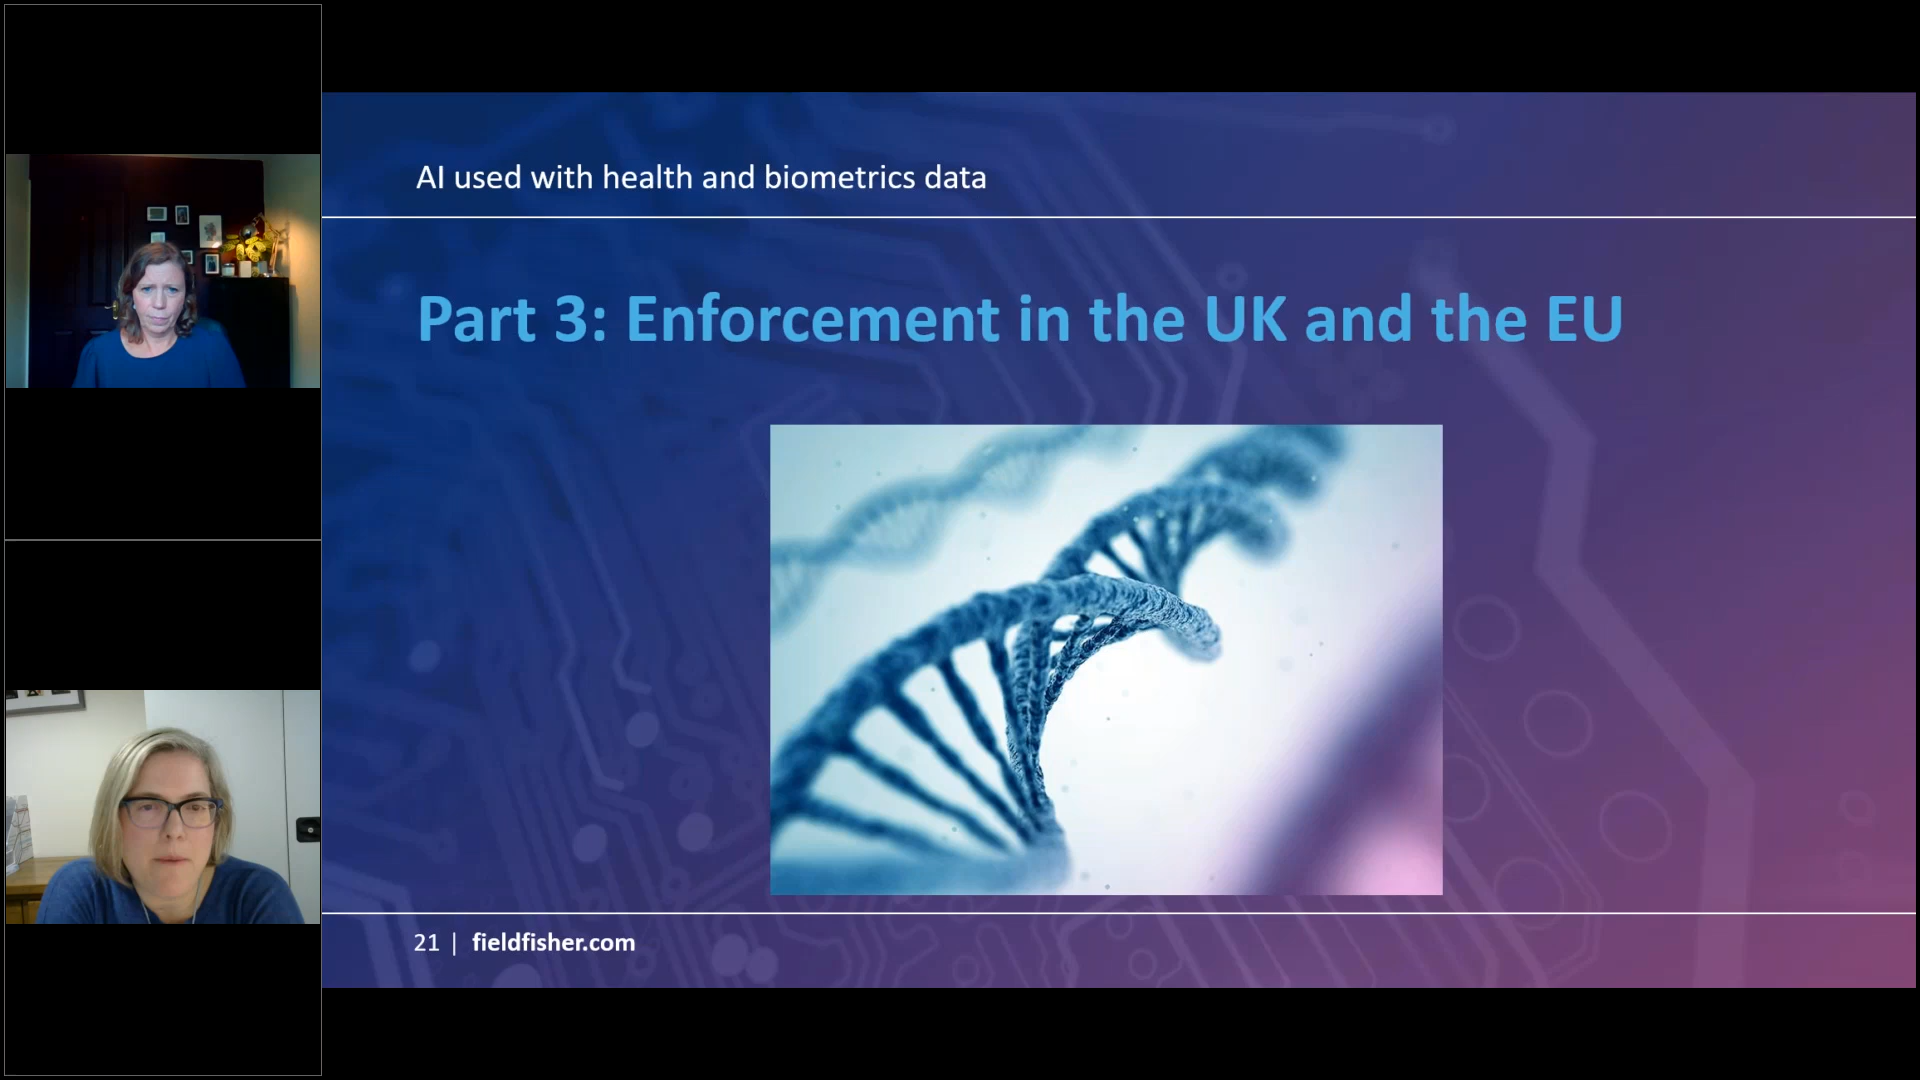 AI used with health and biometrics data
Part 3: Enforcement in the UK and the EU
21 | fieldfisher.com